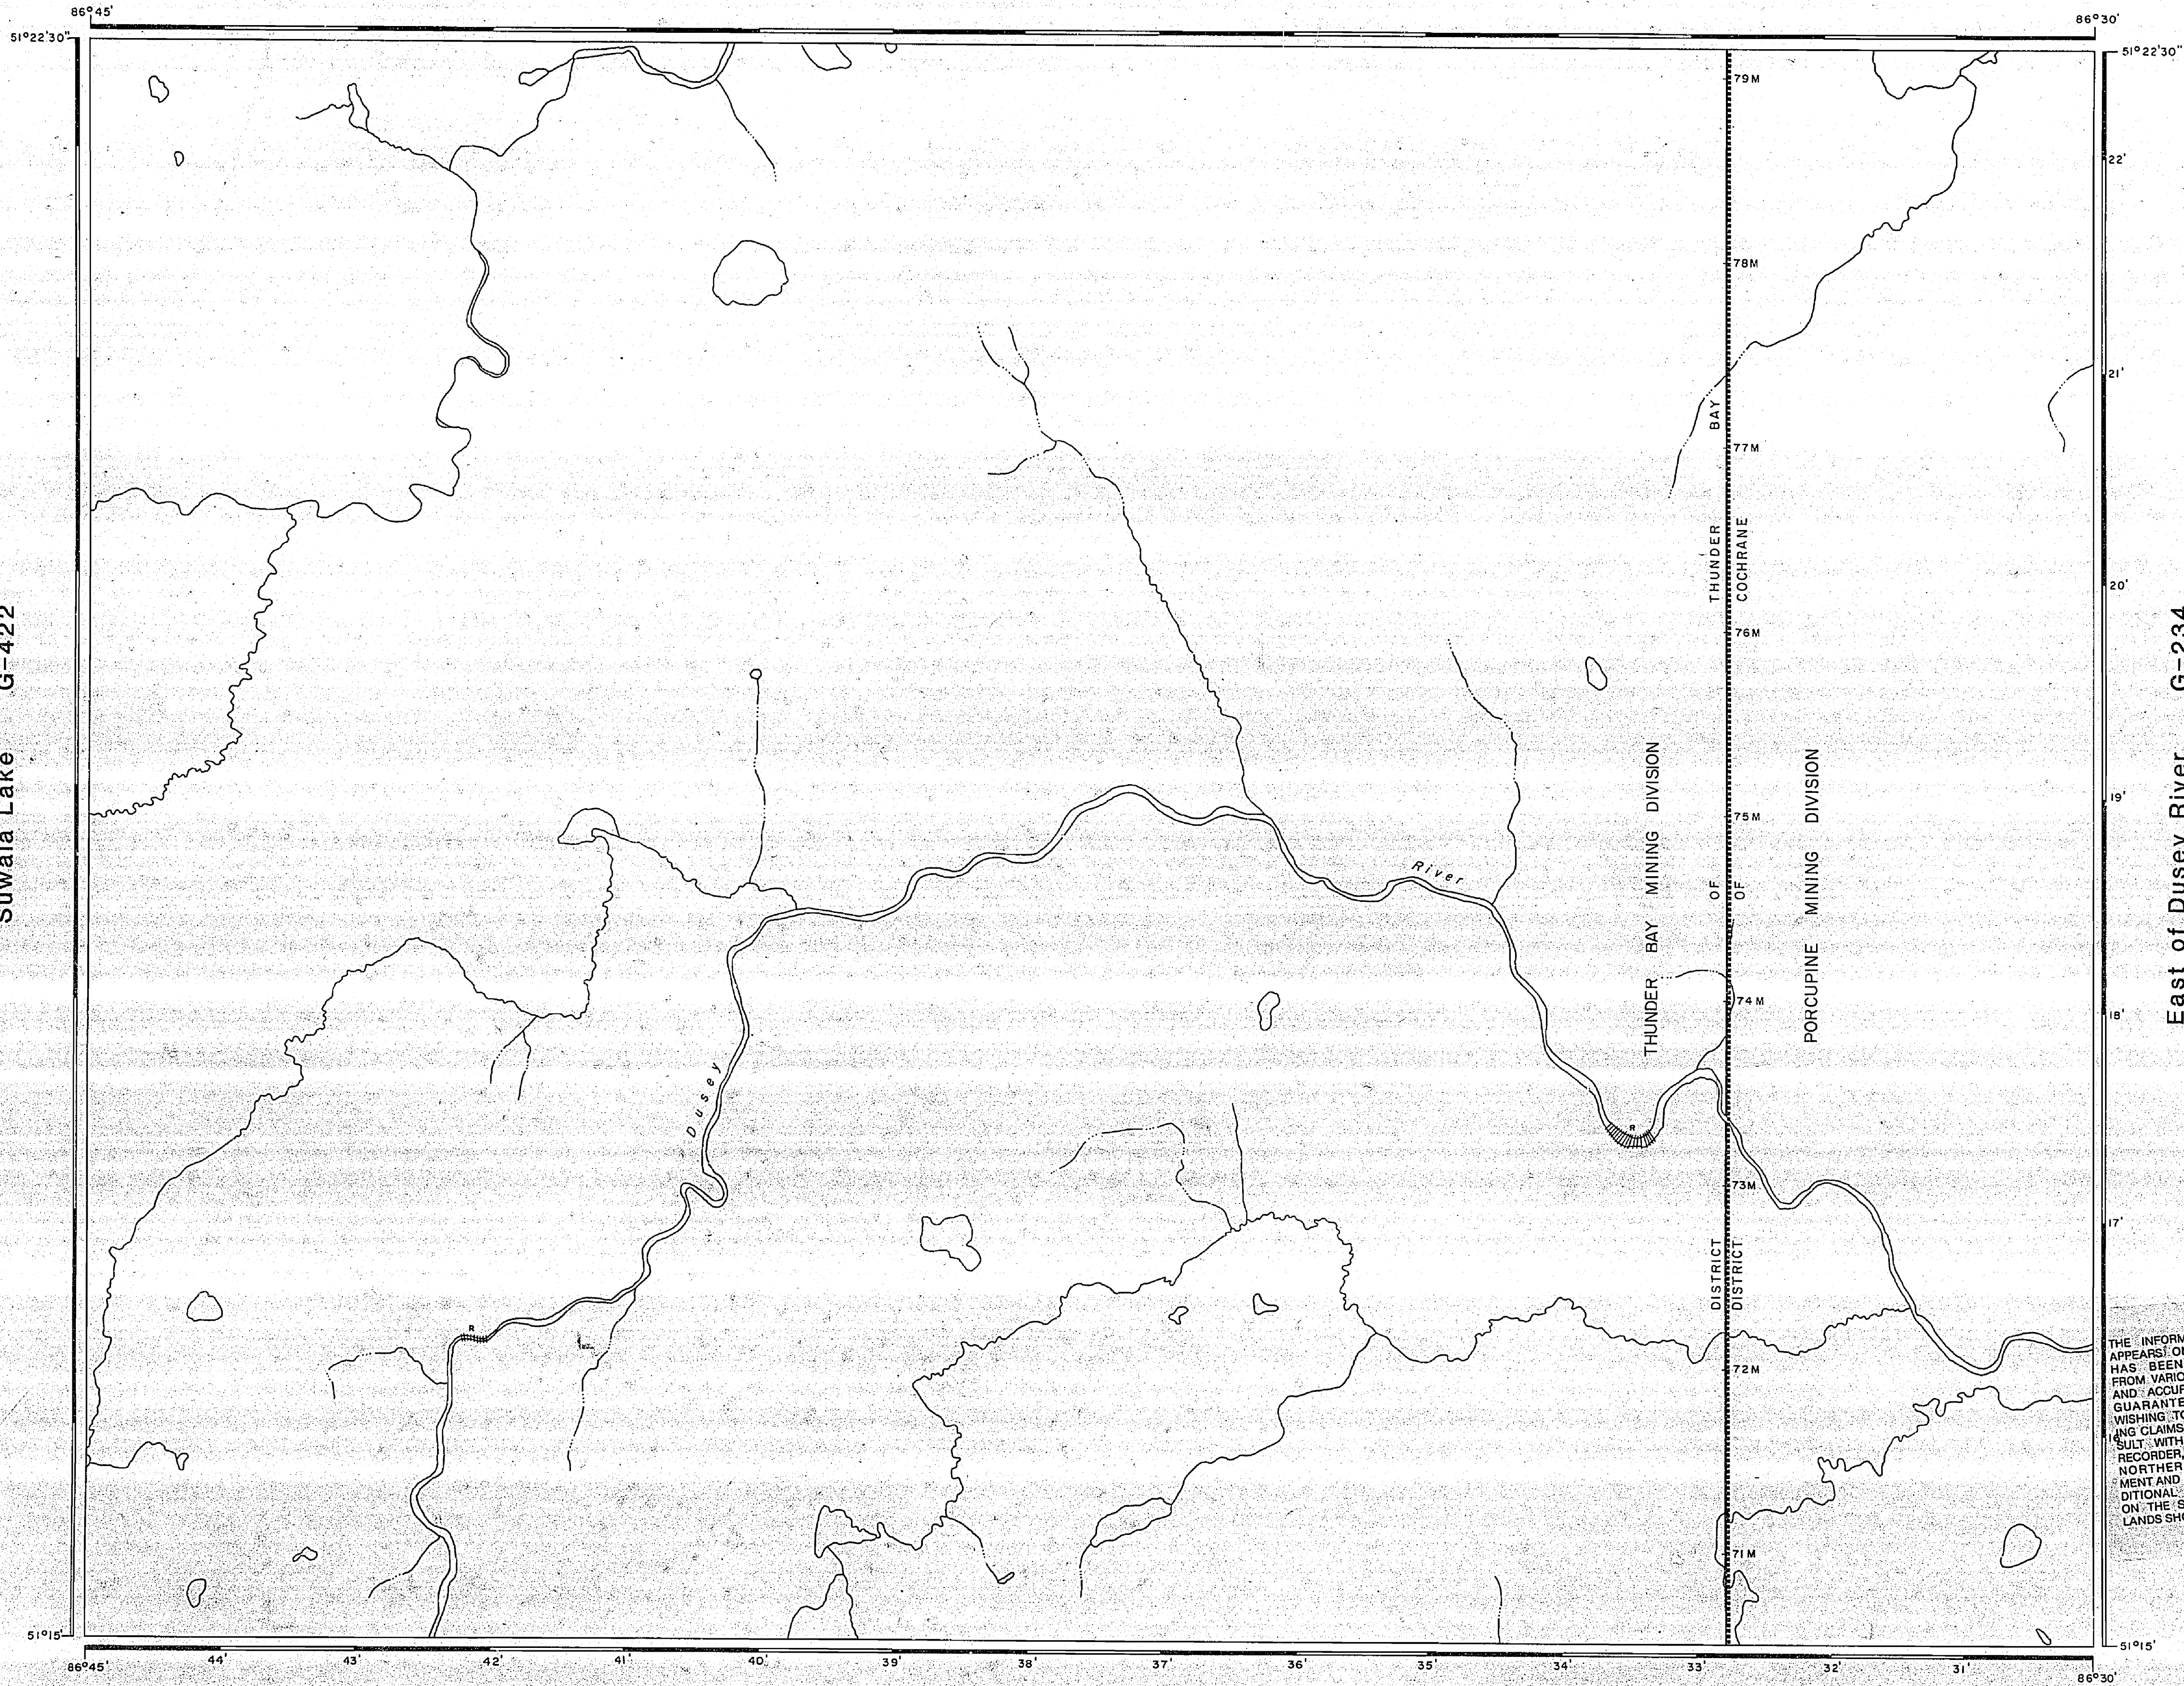 86°45'
86°30'
51°22'30"
51°22'30"
79M
22'
78M
21'
BAY
77M
THUNDER
COCHRANE
20'
76M
Suwala Lake G-422
East of Dusey River G-234
THUNDER BAY MINING DIVISION
PORCUPINE MINING DIVISION
19'
75M
River
OF
OF
74M
18'
Dusey
R
73M
17'
DISTRICT
DISTRICT
R
72M
THE INFORM
APPEARS ON
HAS BEEN
FROM VARIO
AND ACCUR
GUARANTE
WISHING TO
ING CLAIMS
SULT WITH
RECORDER,
NORTHER
MENT AND
DITIONAL
ON THE S
LANDS SHO
16'
71M
51°15'
51°15'
86°45'
44'
43'
42'
41'
40'
39'
38'
37'
36'
35'
34'
33'
32'
31'
86°30'